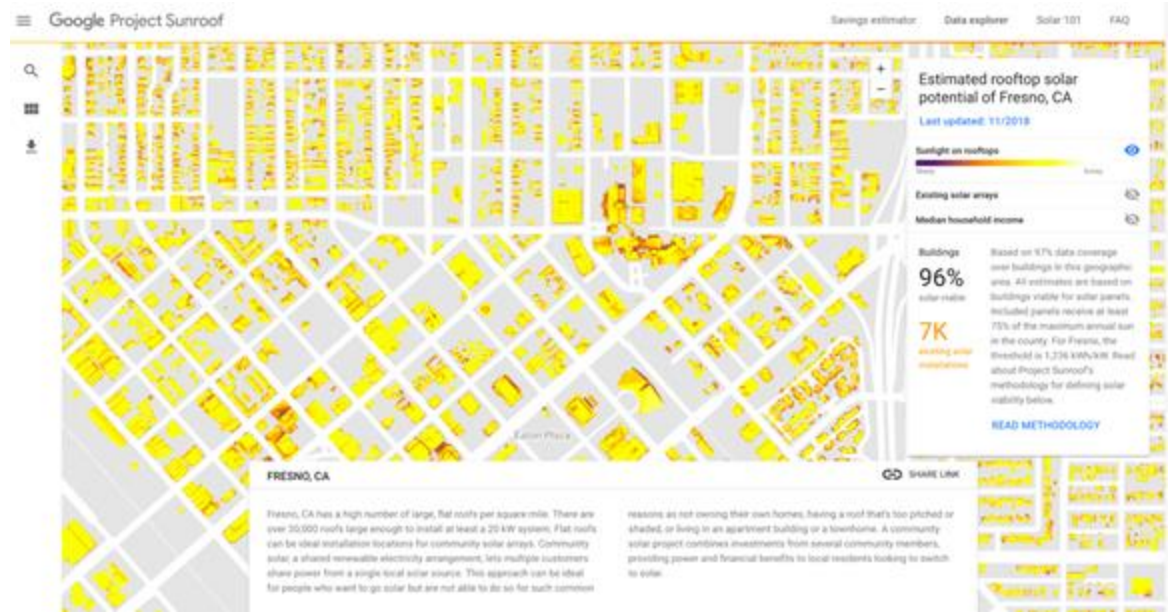 Google Project Sunroof
Savings estimator Data explorer Solar 101 FAQ
+
−
Estimated rooftop solar
potential of Fresno, CA
Last updated: 11/2018
Sunlight on rooftops
Existing solar arrays
Median household income
Buildings
96%
solar-viable
7K
existing solar
installations
Based on 97% data coverage
over buildings in this geographic
area. All estimates are based on
buildings viable for solar panels.
Included panels receive at least
75% of the maximum annual sun
in the county. For Fresno, the
threshold is 1,236 kWh/kW. Read
about Project Sunroof's
methodology for defining solar
viability below.
READ METHODOLOGY
Eaton Plaza
FRESNO, CA
SHARE LINK
Fresno, CA has a high number of large, flat roofs per square mile. There are
over 30,000 roofs large enough to install at least a 20 kW system. Flat roofs
can be ideal installation locations for community solar arrays. Community
solar, a shared renewable electricity arrangement, lets multiple customers
share power from a single local solar source. This approach can be ideal
for people who want to go solar but are not able to do so for such common
reasons as not owning their own homes, having a roof that's too pitched or
shaded, or living in an apartment building or a townhome. A community
solar project combines investments from several community members,
providing power and financial benefits to local residents looking to switch
to solar.